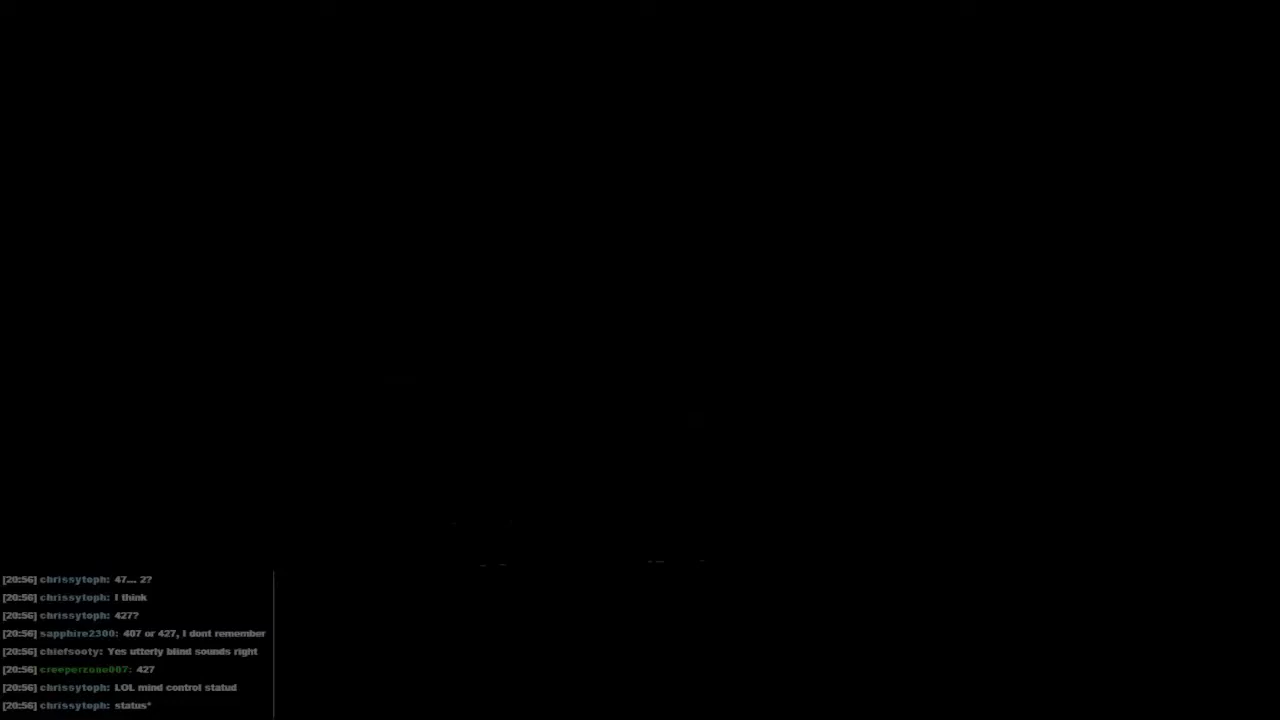 [20:56] chrissytoph: 47... 2?
[20:56] chrissytoph: I think
[20:56] chrissytoph: 427?
[20:56] sapphire2300: 407 or 427, I dont remember
[20:56] chiefsooty: Yes utterly blind sounds right
[20:56] creeperzone007: 427
[20:56] chrissytoph: LOL mind control statud
[20:56] chrissytoph: status*